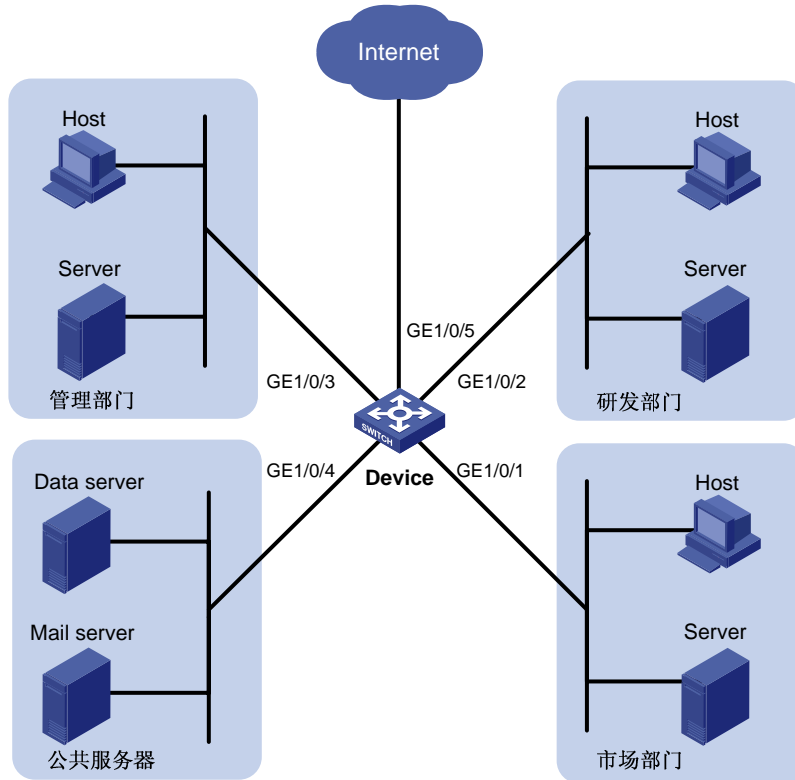 Internet
Host
Server
管理部门
Host
Server
研发部门
GE1/0/5
GE1/0/3
GE1/0/2
SWITCH
Device
GE1/0/4
GE1/0/1
Data server
Mail server
公共服务器
Host
Server
市场部门